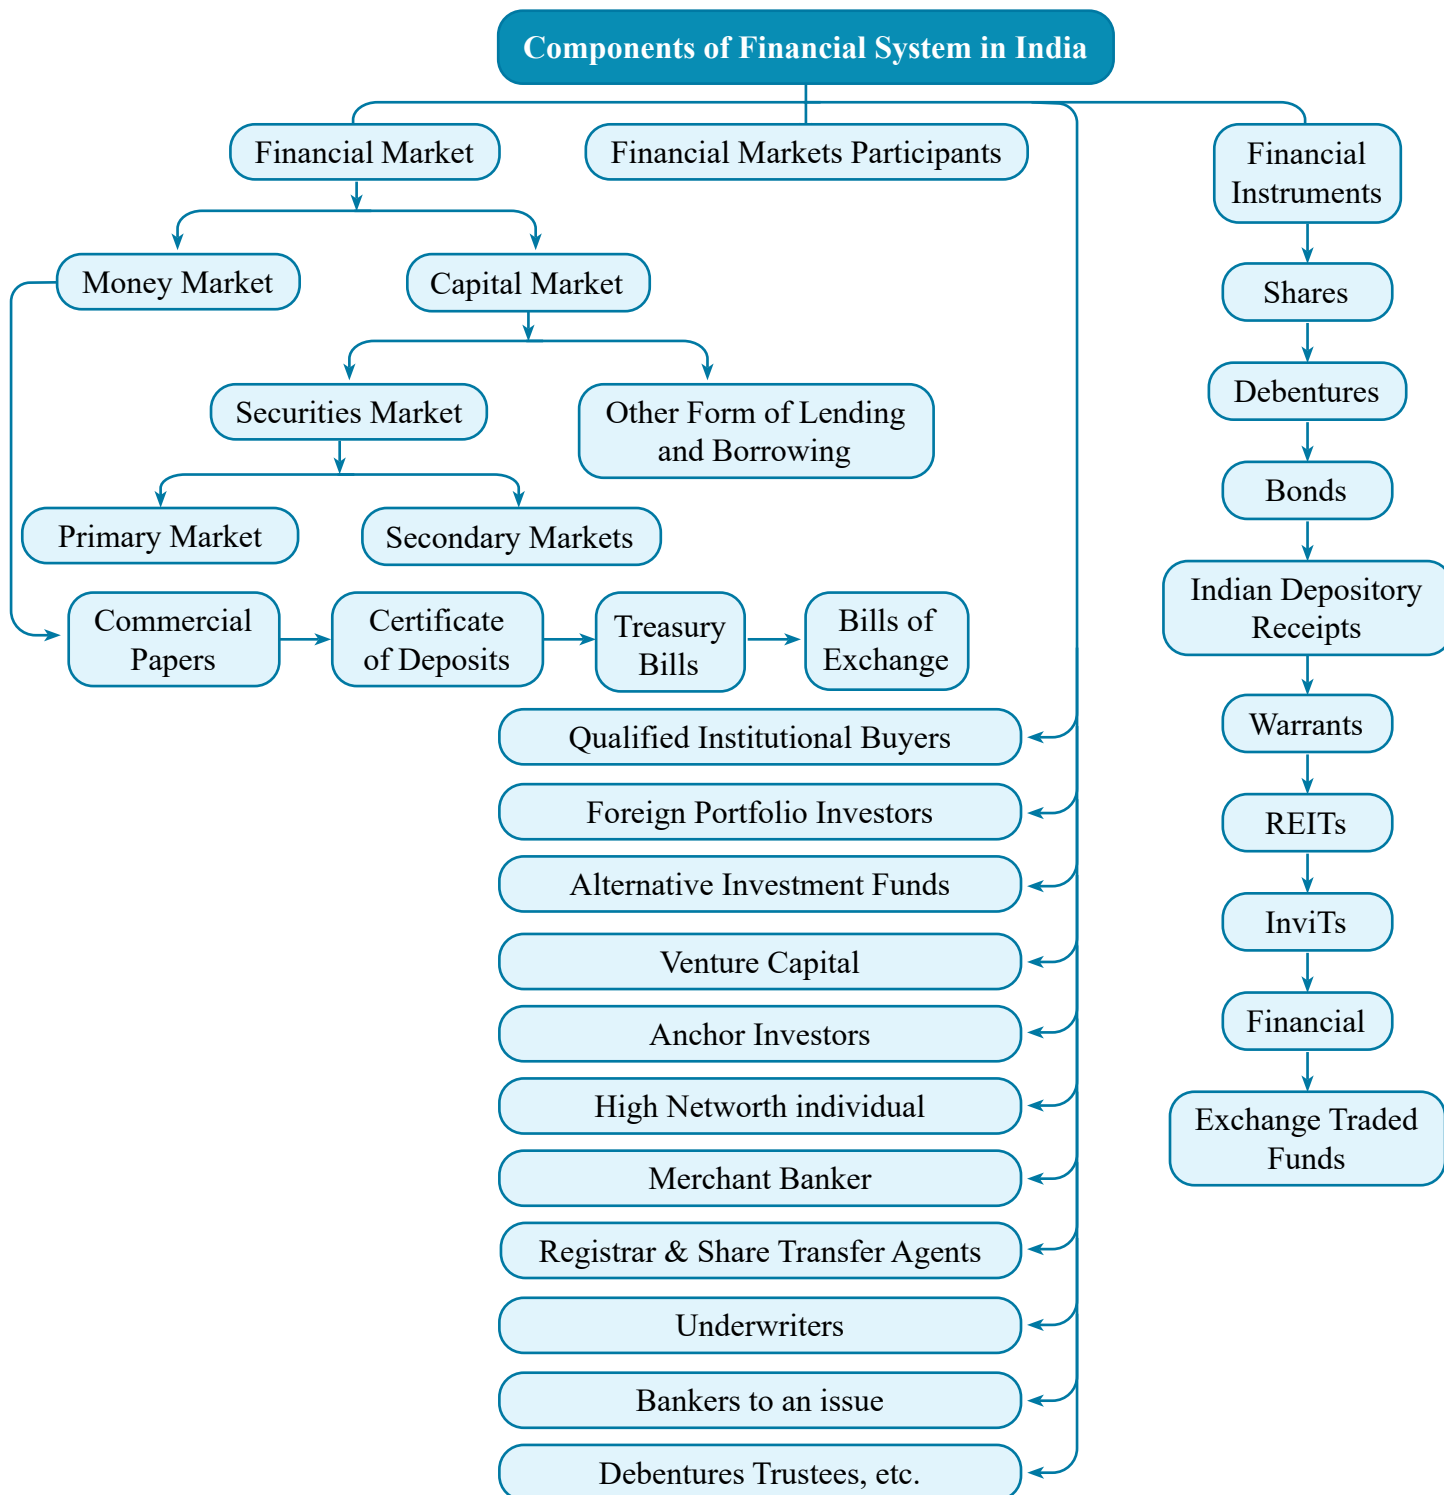 Components of Financial System in India
Financial Market
Financial Markets Participants
Financial
Instruments
Money Market
Capital Market
Shares
Securities Market
Other Form of Lending
and Borrowing
Debentures
Bonds
Primary Market
Secondary Markets
Indian Depository
Receipts
Commercial
Papers
Certificate
of Deposits
Treasury
Bills
Bills of
Exchange
Warrants
Qualified Institutional Buyers
Foreign Portfolio Investors
REITs
Alternative Investment Funds
InviTs
Venture Capital
Financial
Anchor Investors
High Networth individual
Exchange Traded
Funds
Merchant Banker
Registrar & Share Transfer Agents
Underwriters
Bankers to an issue
Debentures Trustees, etc.